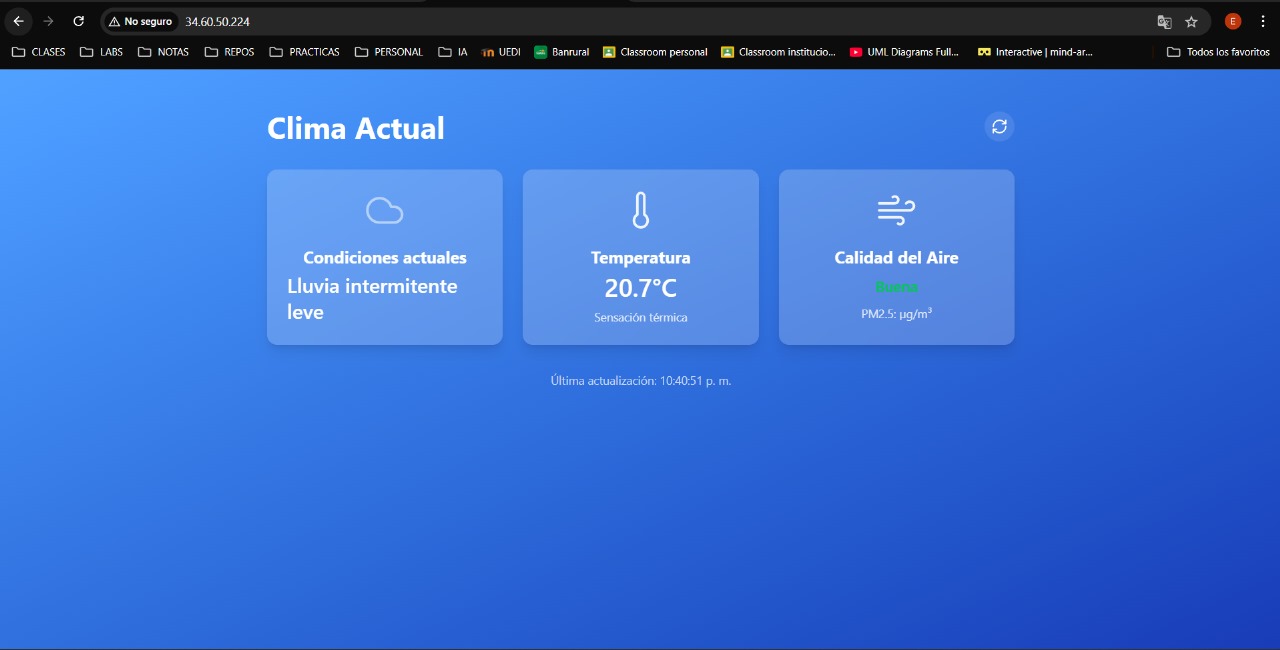 No seguro 34.60.50.224
E
CLASES LABS NOTAS REPOS PRACTICAS PERSONAL IA UEDI Banrural Classroom personal Classroom institucio... UML Diagrams Full... Interactive | mind-ar... Todos los favoritos
Clima Actual
Condiciones actuales
Lluvia intermitente
leve
Temperatura
20.7°C
Sensación térmica
Calidad del Aire
Buena
PM2.5: µg/m³
Última actualización: 10:40:51 p. m.